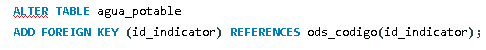 ALTER TABLE agua_potable
ADD FOREIGN KEY (id_indicator) REFERENCES ods_codigo(id_indicator);